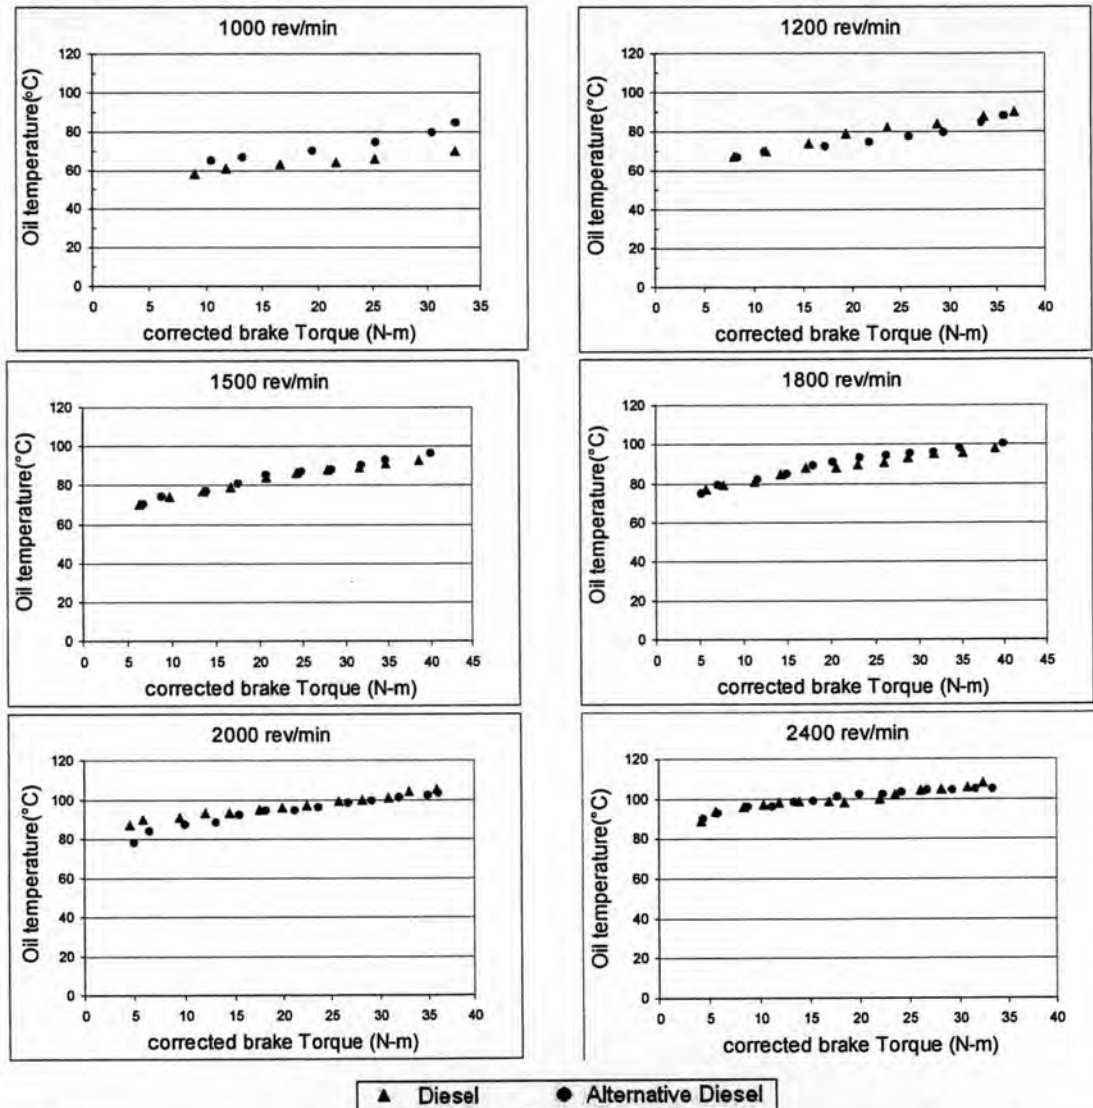 1000 rev/min
Oil temperature(°C)
120
100
80
60
40
20
0
0 5 10 15 20 25 30 35
corrected brake Torque (N-m)
1200 rev/min
Oil temperature(°C)
120
100
80
60
40
20
0
0 5 10 15 20 25 30 35 40
corrected brake Torque (N-m)
1500 rev/min
Oil temperature(°C)
120
100
80
60
40
20
0
0 5 10 15 20 25 30 35 40 45
corrected brake Torque (N-m)
1800 rev/min
Oil temperature(°C)
120
100
80
60
40
20
0
0 5 10 15 20 25 30 35 40 45
corrected brake Torque (N-m)
2000 rev/min
Oil temperature(°C)
120
100
80
60
40
20
0
0 5 10 15 20 25 30 35 40
corrected brake Torque (N-m)
2400 rev/min
Oil temperature(°C)
120
100
80
60
40
20
0
0 5 10 15 20 25 30 35 40
corrected brake Torque (N-m)
Diesel Alternative Diesel